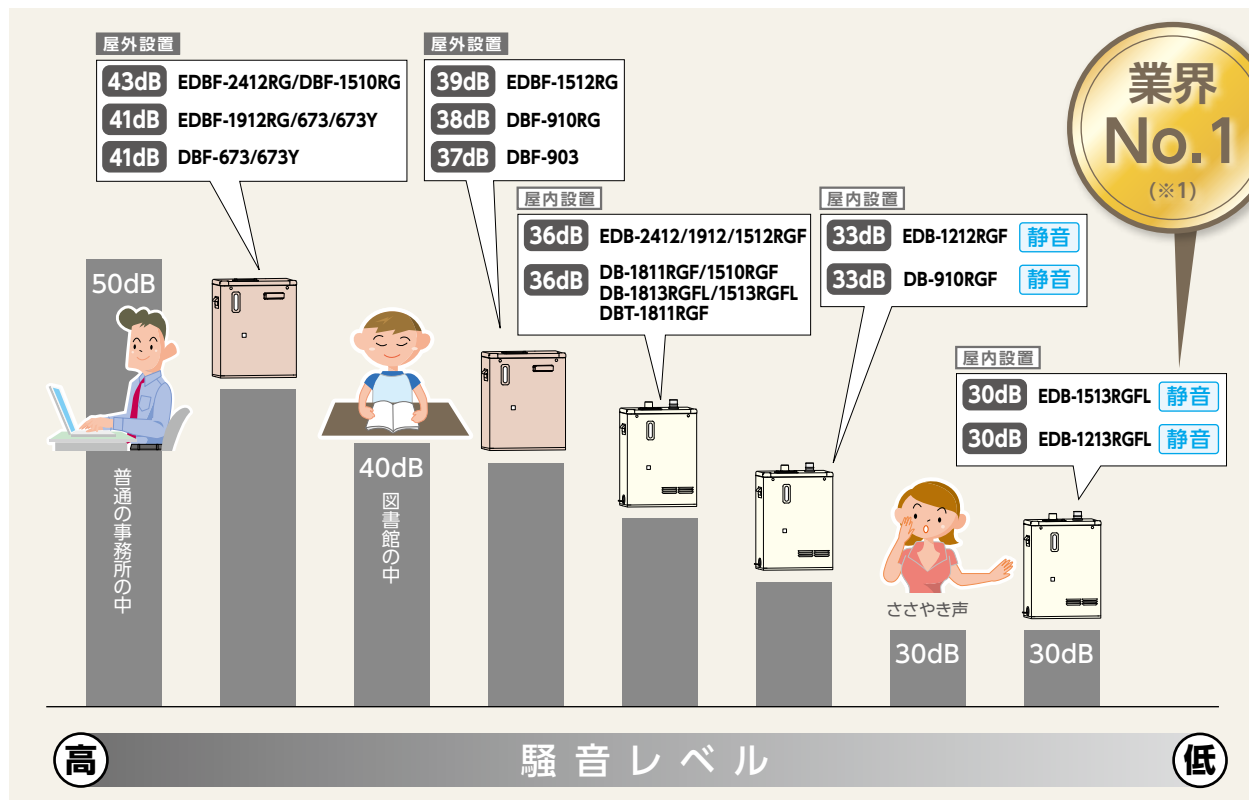 屋外設置
43dB EDBF-2412RG/DBF-1510RG
41dB EDBF-1912RG/673/673Y
41dB DBF-673/673Y
屋外設置
39dB EDBF-1512RG
38dB DBF-910RG
37dB DBF-903
屋内設置
36dB EDB-2412/1912/1512RGF
36dB DB-1811RGF/1510RGF
DB-1813RGFL/1513RGFL
DBT-1811RGF
屋内設置
33dB EDB-1212RGF 静音
33dB DB-910RGF 静音
業界
No.1
(※1)
屋内設置
30dB EDB-1513RGFL 静音
30dB EDB-1213RGFL 静音
50dB
普通の事務所の中
40dB
図書館の中
ささやき声
30dB
30dB
高
騒音レベル
低